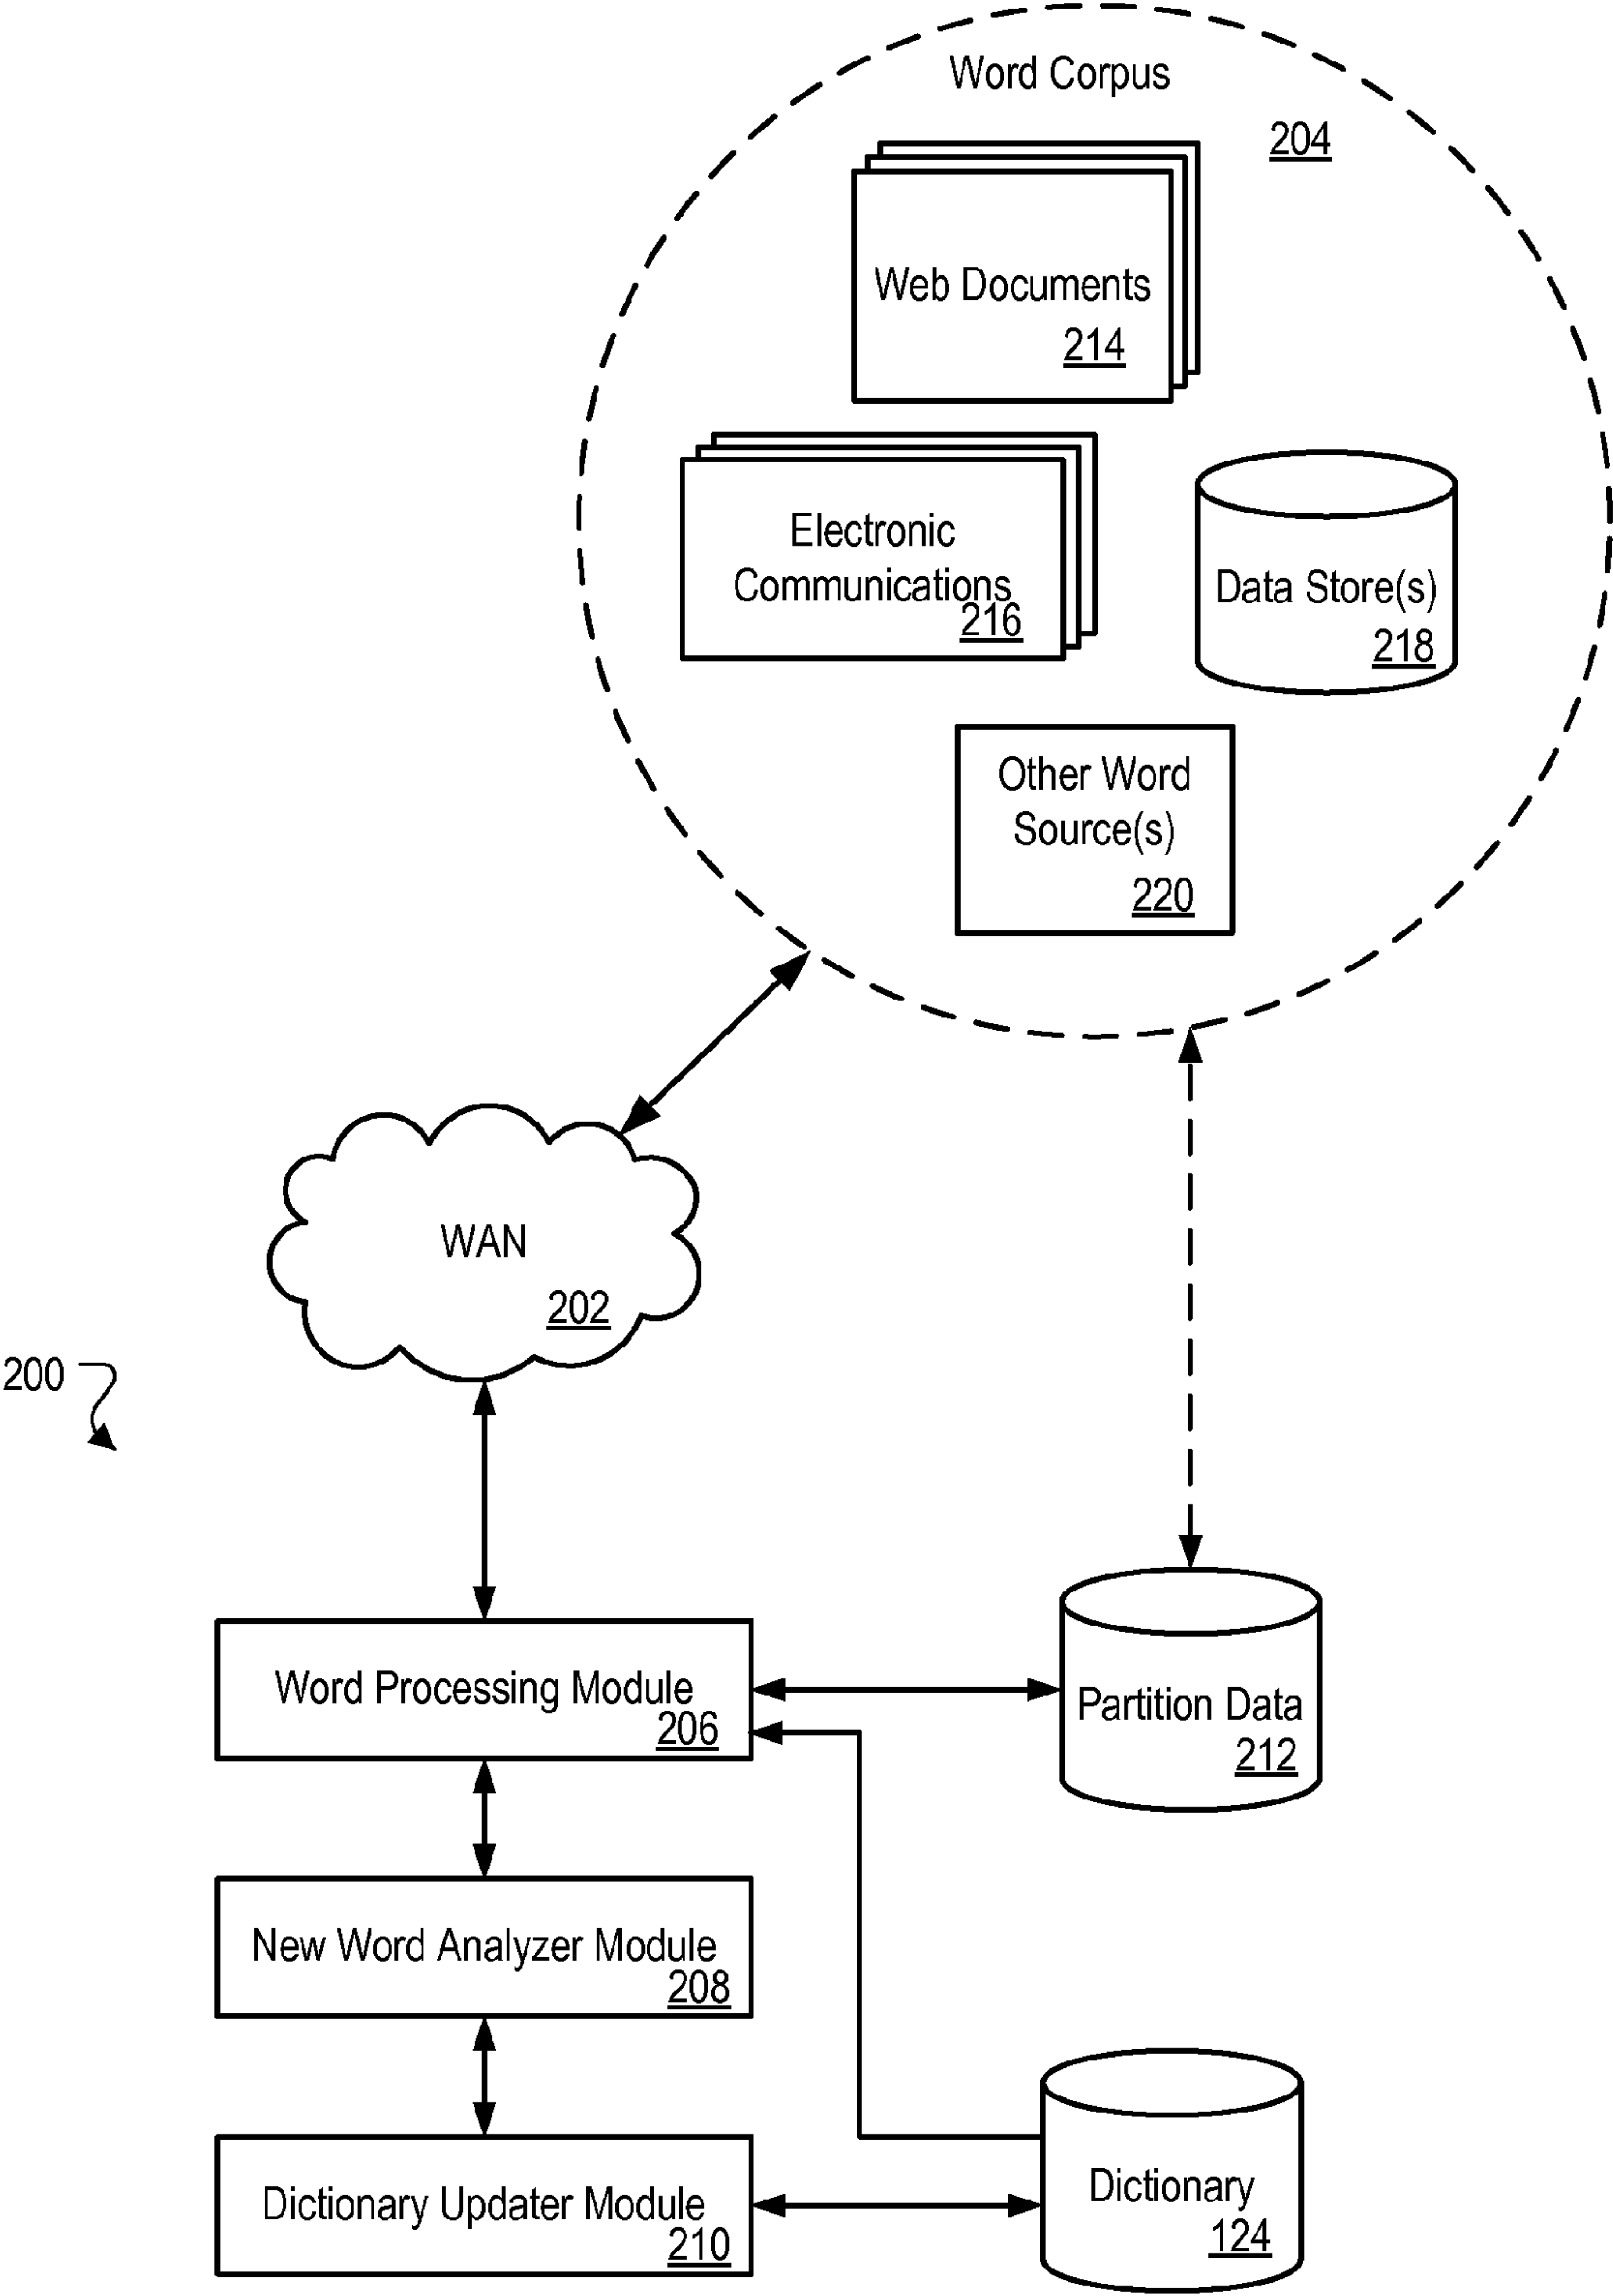 Word Corpus
204
Web Documents
214
Electronic
Communications
216
Data Store(s)
218
Other Word
Source(s)
220
WAN
202
200
Word Processing Module
206
Partition Data
212
New Word Analyzer Module
208
Dictionary Updater Module
210
Dictionary
124